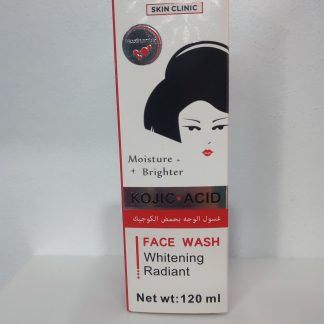 SKIN CLINIC
Moisture +
+ Brighter
KOJIC ACID
غسول الوجه بحمض الكوجيك
FACE WASH
Whitening
Radiant
Net wt: 120 ml